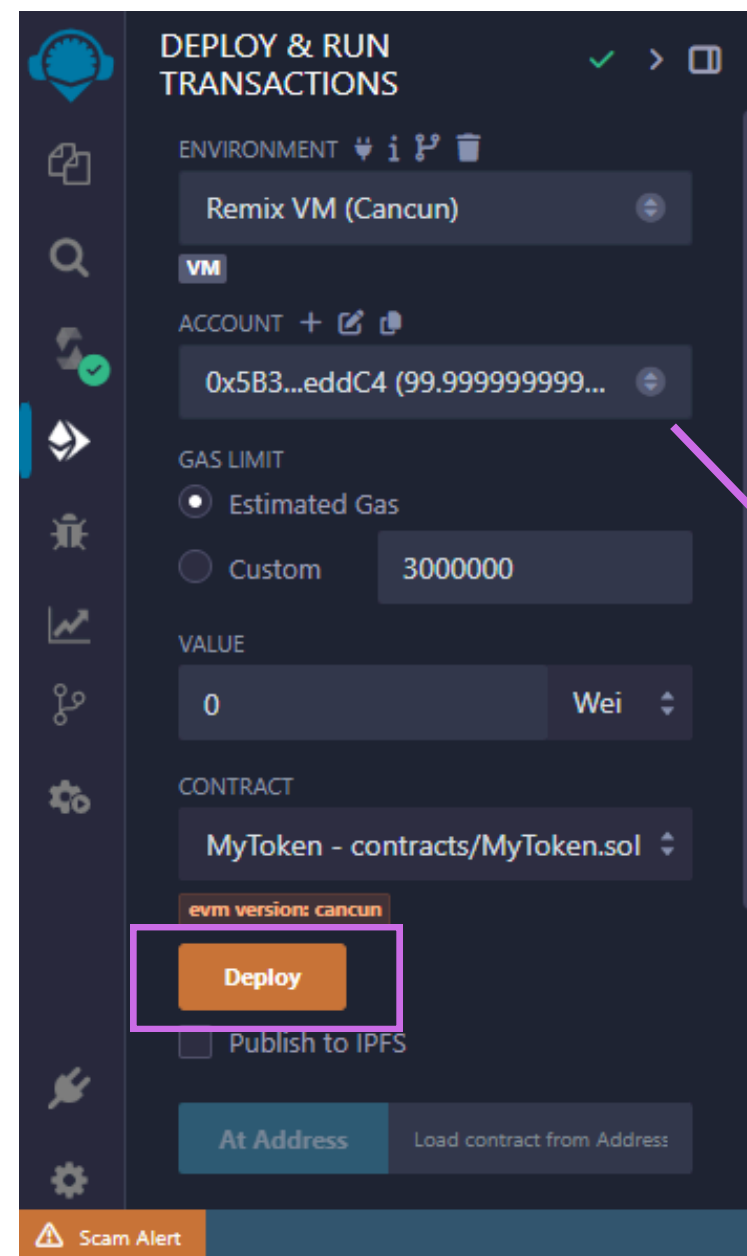 DEPLOY & RUN
TRANSACTIONS
ENVIRONMENT
Remix VM (Cancun)
VM
ACCOUNT
0x5B3...eddC4 (99.999999999...
GAS LIMIT
Estimated Gas
Custom
3000000
VALUE
0
Wei
CONTRACT
MyToken - contracts/MyToken.sol
evm version: cancun
Deploy
Publish to IPFS
At Address
Load contract from Address
Scam Alert